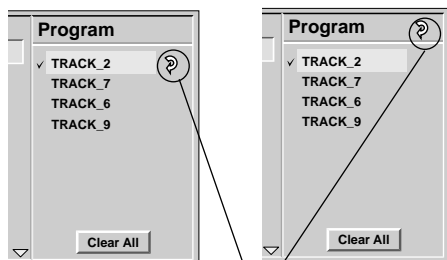 Program
TRACK_2
TRACK_7
TRACK_6
TRACK_9
Clear All
Program
TRACK_2
TRACK_7
TRACK_6
TRACK_9
Clear All